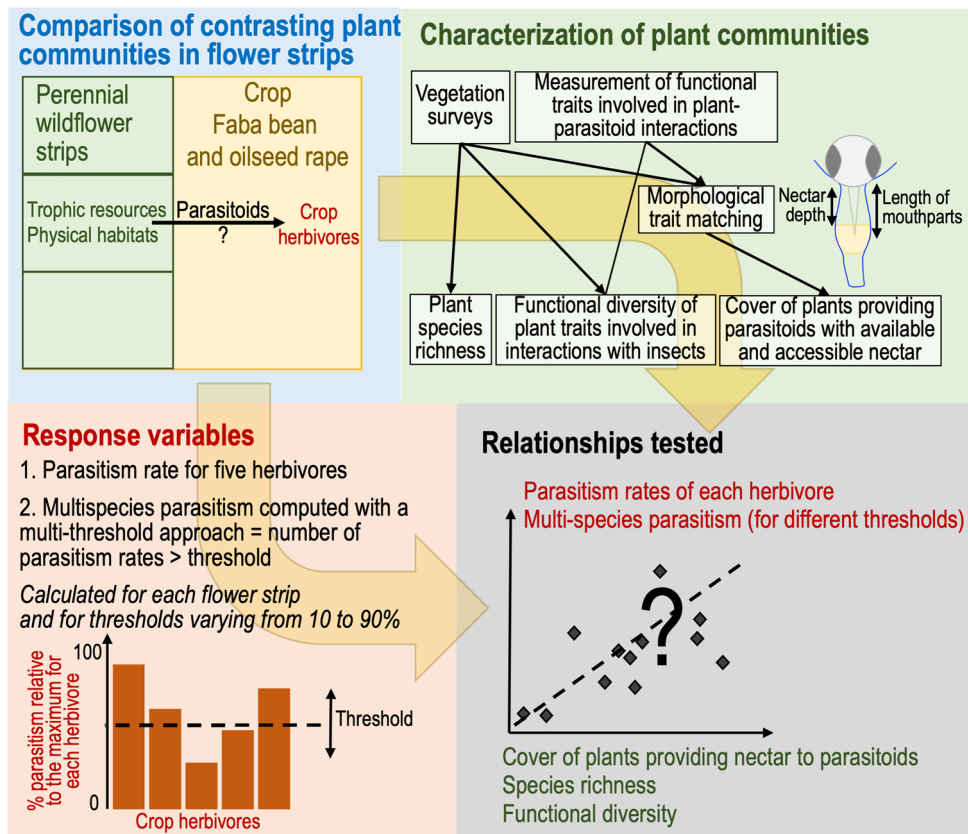 Comparison of contrasting plant
communities in flower strips
Perennial
wildflower
strips
Crop
Faba bean
and oilseed rape
Trophic resources
Physical habitats
Parasitoids
?
Crop
herbivores
Characterization of plant communities
Vegetation
surveys
Measurement of functional
traits involved in plant-
parasitoid interactions
Morphological
trait matching
Nectar
depth
Length of
mouthparts
Plant
species
richness
Functional diversity of
plant traits involved in
interactions with insects
Cover of plants providing
parasitoids with available
and accessible nectar
Response variables
1. Parasitism rate for five herbivores
2. Multispecies parasitism computed with a
multi-threshold approach = number of
parasitism rates > threshold
Calculated for each flower strip
and for thresholds varying from 10 to 90%
% parasitism relative
to the maximum for
each herbivore
100
0
Threshold
Crop herbivores
Relationships tested
Parasitism rates of each herbivore
Multi-species parasitism (for different thresholds)
?
Cover of plants providing nectar to parasitoids
Species richness
Functional diversity